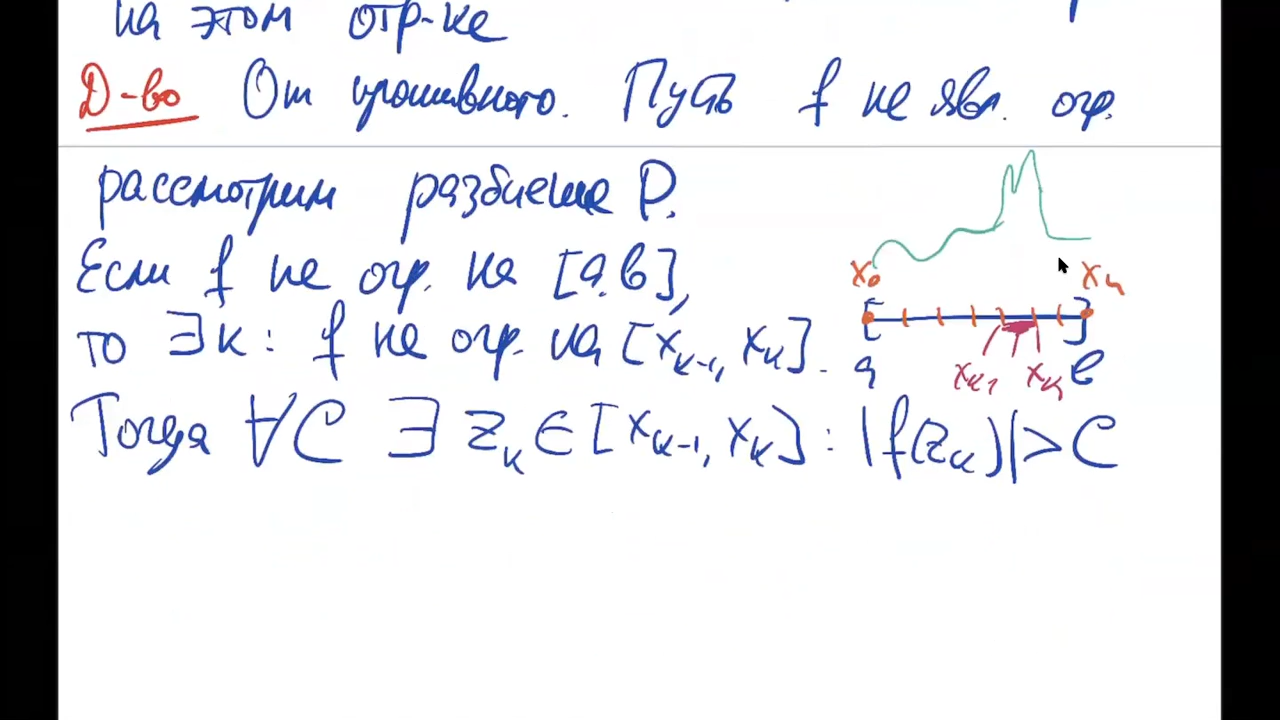 на этом отр-ке
Д-во От противного. Пусть f не явл. огр.
рассмотрим разбиение P.
Если f не огр. на [a,b],
то ∃k: f не огр. на [x_{k-1}, x_k].
x_0 x_n
a x_{k-1} x_k b
Тогда ∀C ∃ z_k ∈ [x_{k-1}, x_k] : |f(z_k)| > C